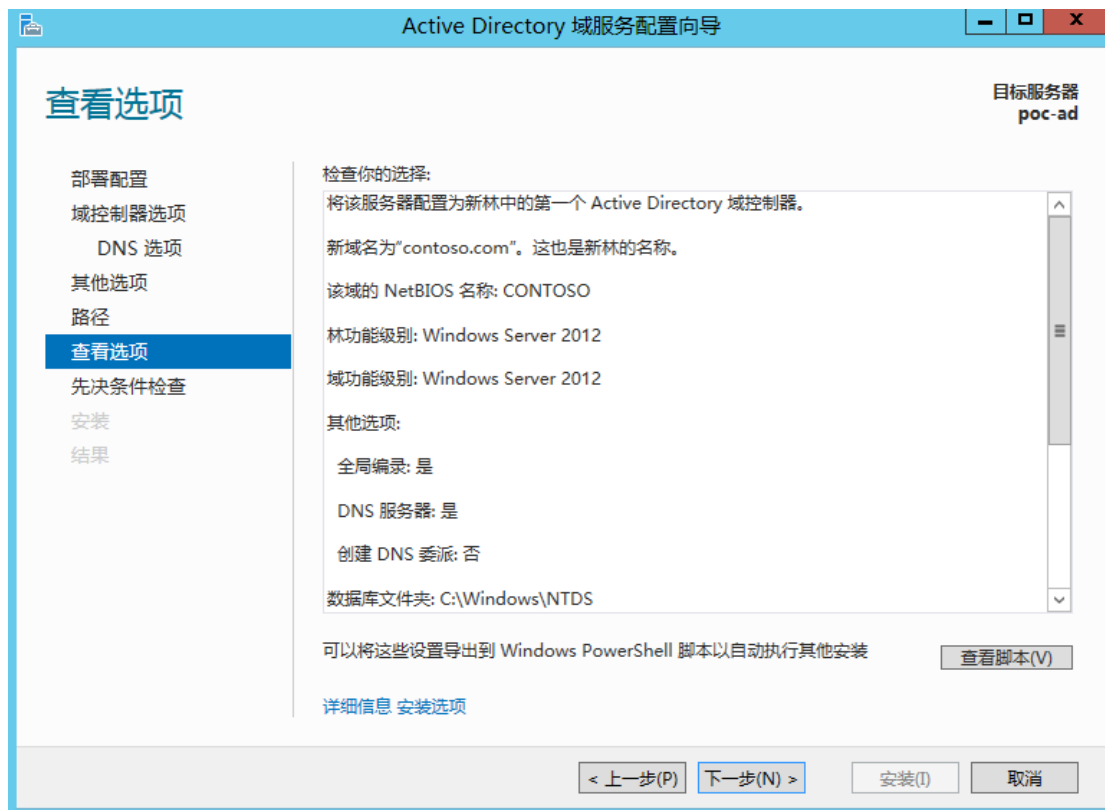 Active Directory 域服务配置向导
查看选项
目标服务器
poc-ad
部署配置
域控制器选项
DNS 选项
其他选项
路径
查看选项
先决条件检查
安装
结果
检查你的选择:
将该服务器配置为新林中的第一个 Active Directory 域控制器。
新域名为“contoso.com”。这也是新林的名称。
该域的 NetBIOS 名称: CONTOSO
林功能级别: Windows Server 2012
域功能级别: Windows Server 2012
其他选项:
全局编录: 是
DNS 服务器: 是
创建 DNS 委派: 否
数据库文件夹: C:\Windows\NTDS
可以将这些设置导出到 Windows PowerShell 脚本以自动执行其他安装
查看脚本(V)
详细信息 安装选项
< 上一步(P)
下一步(N) >
安装(I)
取消